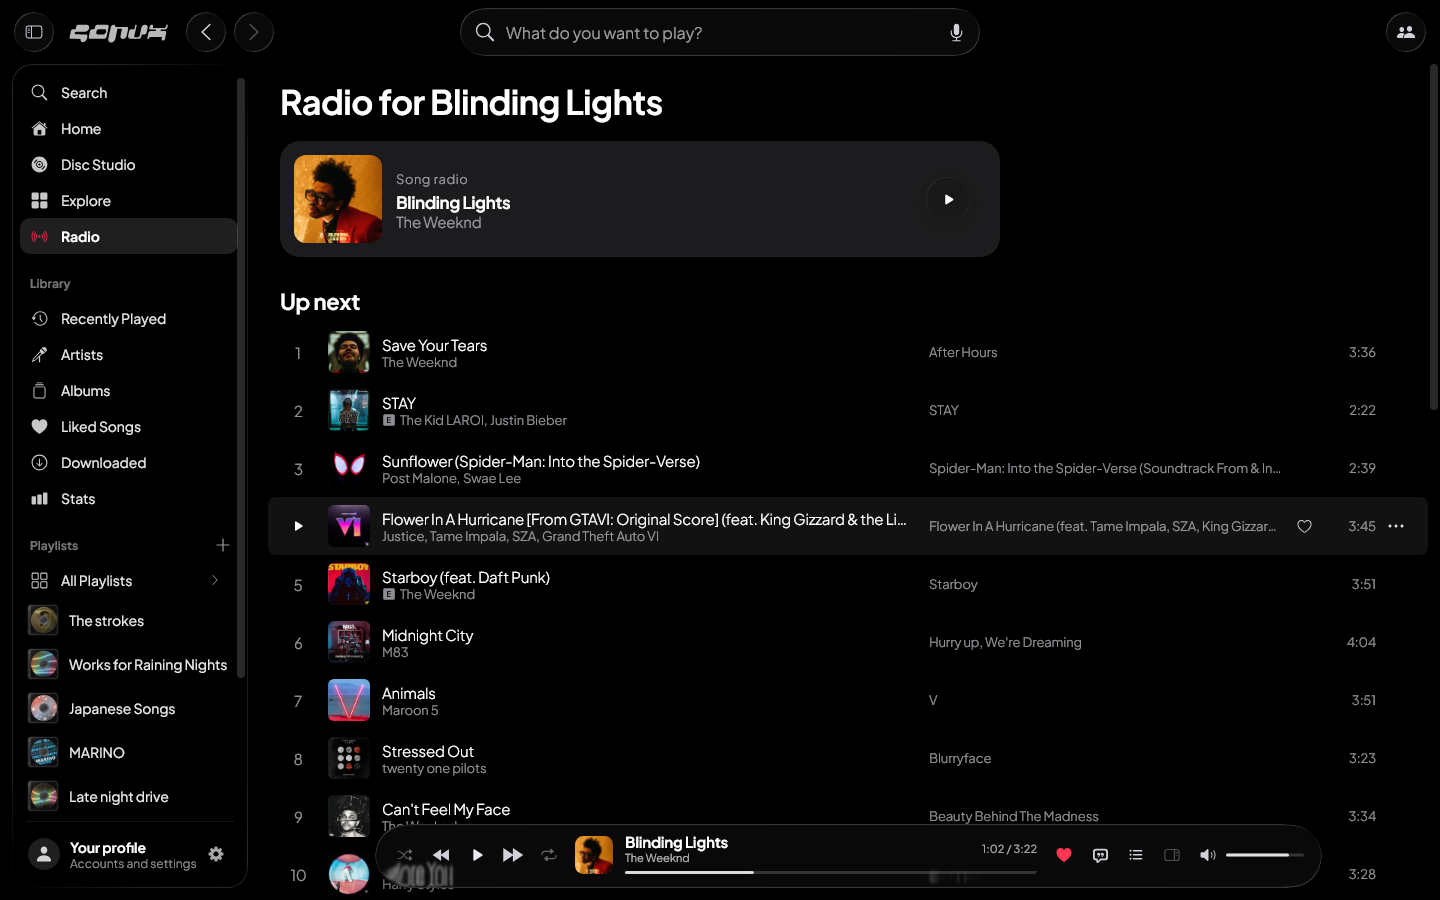 What do you want to play?
Search
Home
Disc Studio
Explore
Radio
Library
Recently Played
Artists
Albums
Liked Songs
Downloaded
Stats
Playlists
All Playlists
The strokes
Works for Raining Nights
Japanese Songs
MARINO
Late night drive
Your profile
Accounts and settings
Radio for Blinding Lights
Song radio
Blinding Lights
The Weeknd
Up next
1 Save Your Tears After Hours 3:36
The Weeknd
2 STAY STAY 2:22
E The Kid LAROI, Justin Bieber
3 Sunflower (Spider-Man: Into the Spider-Verse) Spider-Man: Into the Spider-Verse (Soundtrack From & In... 2:39
Post Malone, Swae Lee
VI Flower In A Hurricane [From GTAVI: Original Score] (feat. King Gizzard & the Li... Flower In A Hurricane (feat. Tame Impala, SZA, King Gizzar... 3:45
Justice, Tame Impala, SZA, Grand Theft Auto VI
STARBOY
5 Starboy (feat. Daft Punk) Starboy 3:51
E The Weeknd
6 Midnight City Hurry up, We're Dreaming 4:04
M83
7 Animals V 3:51
Maroon 5
8 Stressed Out Blurryface 3:23
twenty one pilots
9 Can't Feel My Face Beauty Behind The Madness 3:34
The Weeknd
10 3:28
Harry Styles
Blinding Lights
The Weeknd
1:02 / 3:22